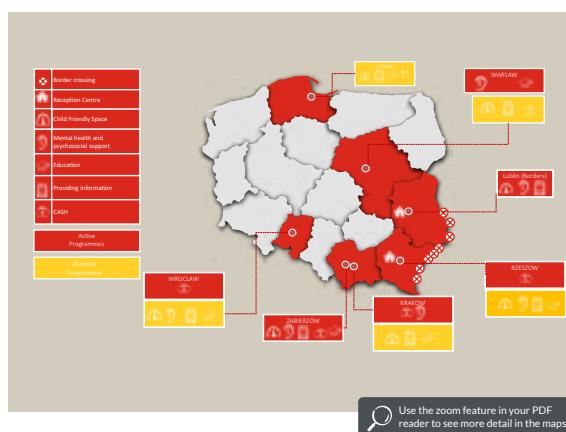 Border crossing
Reception Centre
Child Friendly Space
Mental health and
psychosocial support
Education
Providing information
CASH
Active
Programmes
Planned
Programmes
WARSAW
Lublin (Borders)
RZESZOW
WROCLAW
ZABIERZOW
KRAKOW
Use the zoom feature in your PDF
reader to see more detail in the maps